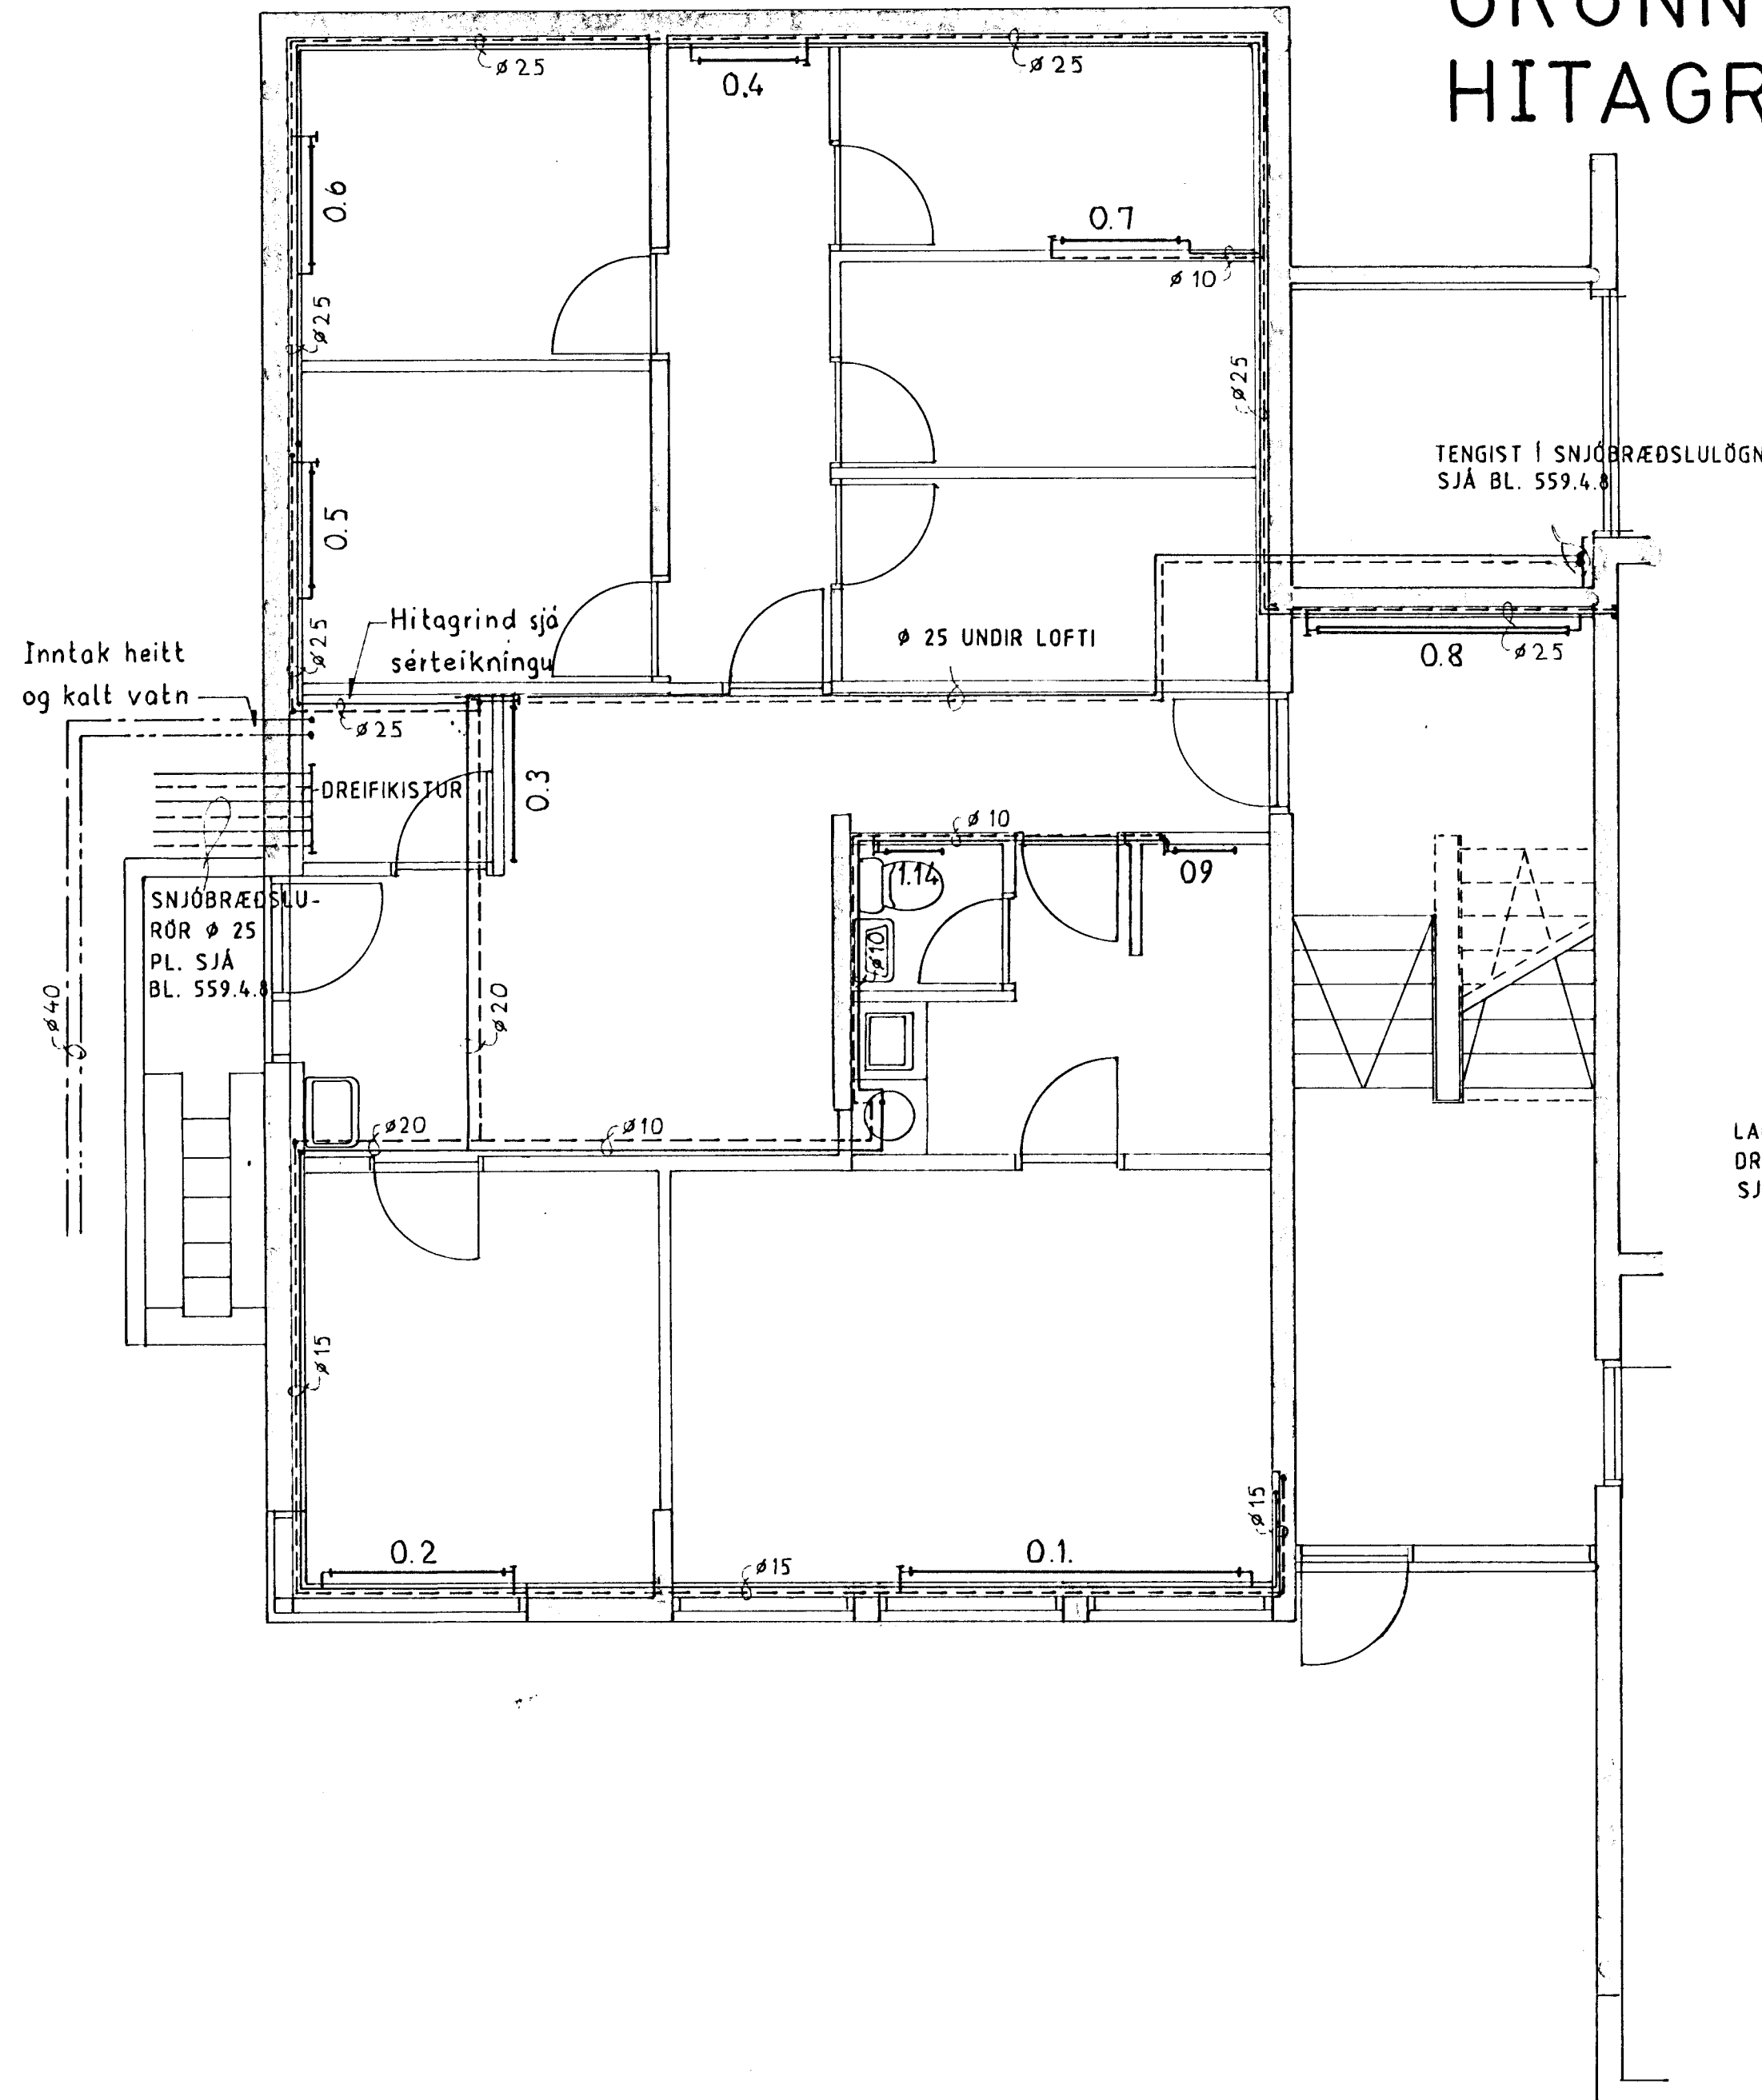 HITAGR
ø 25
0.4
ø 25
0.6
0.7
ø 10
ø 25
ø 25
TENGIST Í SNJÓBRÆÐSLULÖGN
SJÁ BL. 559.4.8
0.5
ø 25
Hitagrind sjá
sérteikningu
ø 25 UNDIR LOFTI
0.8
ø 25
Inntak heitt
og kalt vatn
ø 25
DREIFIKISTUR
0.3
ø 10
1.14
09
SNJÓBRÆÐSLU-
RÖR ø 25
PL. SJÁ
BL. 559.4.8
ø 10
ø 40
ø 20
ø 20
ø 10
LA
DR
SJ
ø 15
ø 15
0.2
ø 15
0.1.